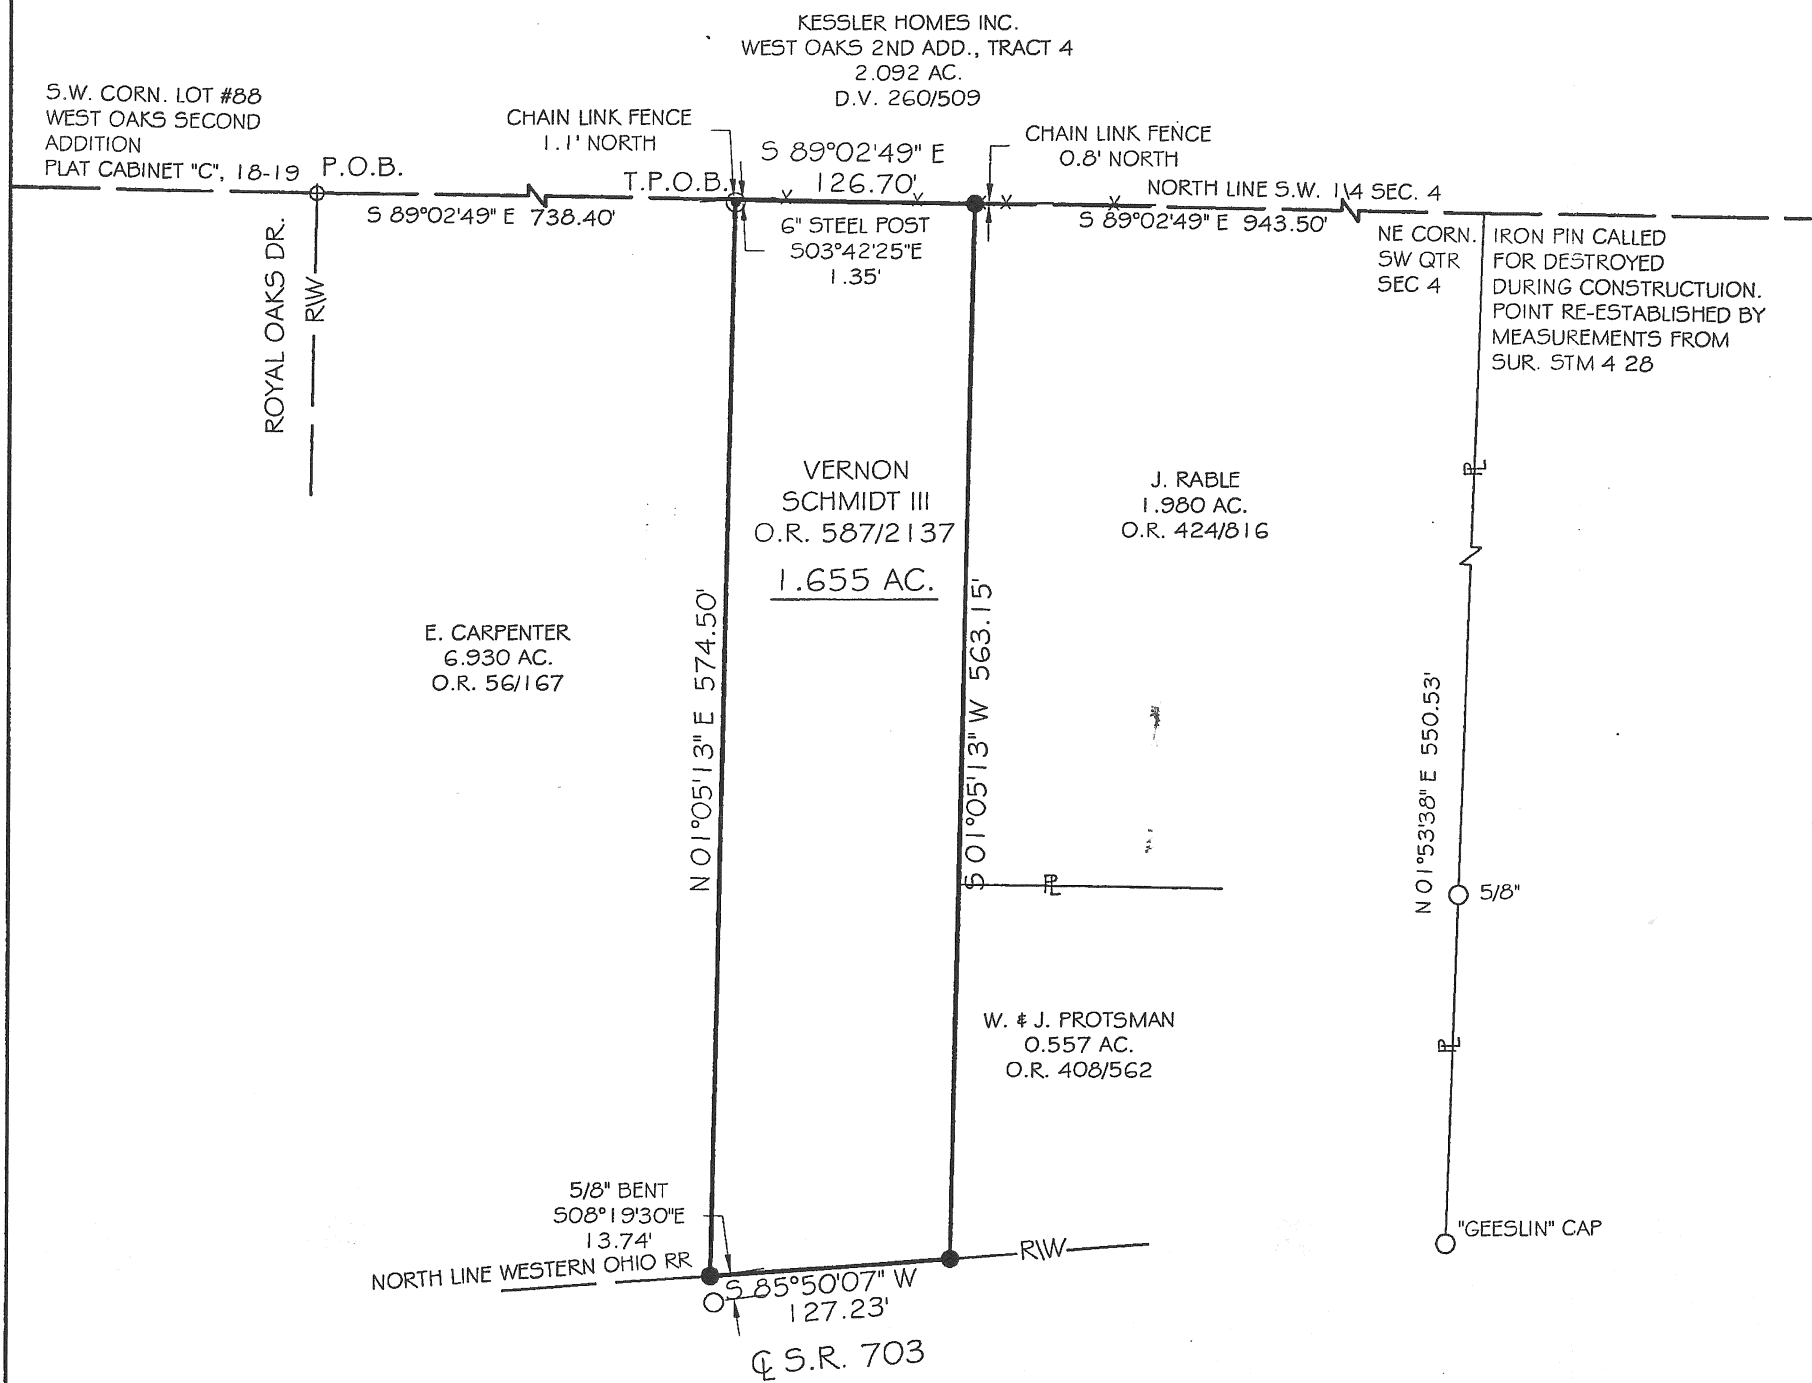 KESSLER HOMES INC.
WEST OAKS 2ND ADD., TRACT 4
2.092 AC.
D.V. 260/509
S.W. CORN. LOT #88
WEST OAKS SECOND
ADDITION
PLAT CABINET "C", 18-19
P.O.B.
CHAIN LINK FENCE
1.1' NORTH
S 89°02'49" E
126.70'
CHAIN LINK FENCE
0.8' NORTH
T.P.O.B.
NORTH LINE S.W. 1\4 SEC. 4
S 89°02'49" E 738.40'
S 89°02'49" E 943.50'
6" STEEL POST
S03°42'25"E
1.35'
NE CORN.
SW QTR
SEC 4
IRON PIN CALLED
FOR DESTROYED
DURING CONSTRUCTUION.
POINT RE-ESTABLISHED BY
MEASUREMENTS FROM
SUR. STM 4 28
ROYAL OAKS DR.
R\W
VERNON
SCHMIDT III
O.R. 587/2137
1.655 AC.
J. RABLE
1.980 AC.
O.R. 424/816
PL
E. CARPENTER
6.930 AC.
O.R. 56/167
N 01°05'13" E 574.50'
S 01°05'13" W 563.15'
N 01°53'38" E 550.53'
PL
5/8"
W. & J. PROTSMAN
0.557 AC.
O.R. 408/562
PL
5/8" BENT
S08°19'30"E
13.74'
NORTH LINE WESTERN OHIO RR
R\W
"GEESLIN" CAP
S 85°50'07" W
127.23'
CL S.R. 703